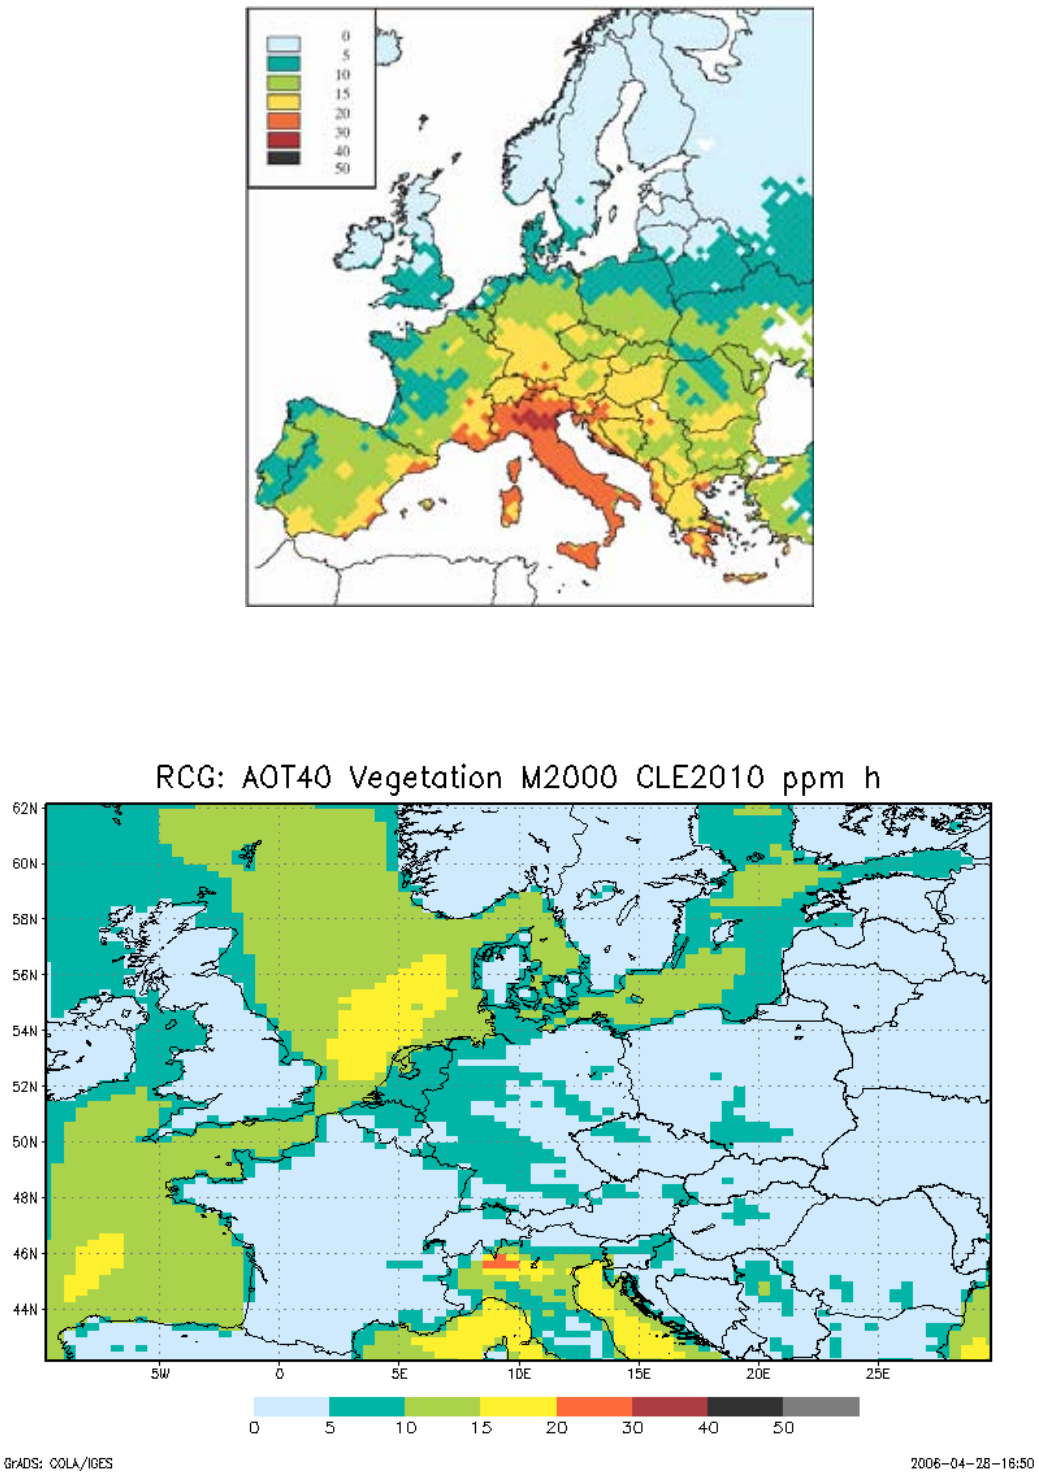 0
5
10
15
20
30
40
50
RCG: AOT40 Vegetation M2000 CLE2010 ppm h
62N
60N
58N
56N
54N
52N
50N
48N
46N
44N
5W 0 5E 10E 15E 20E 25E
0 5 10 15 20 30 40 50
GrADS: COLA/IGES 2006-04-28-16:50